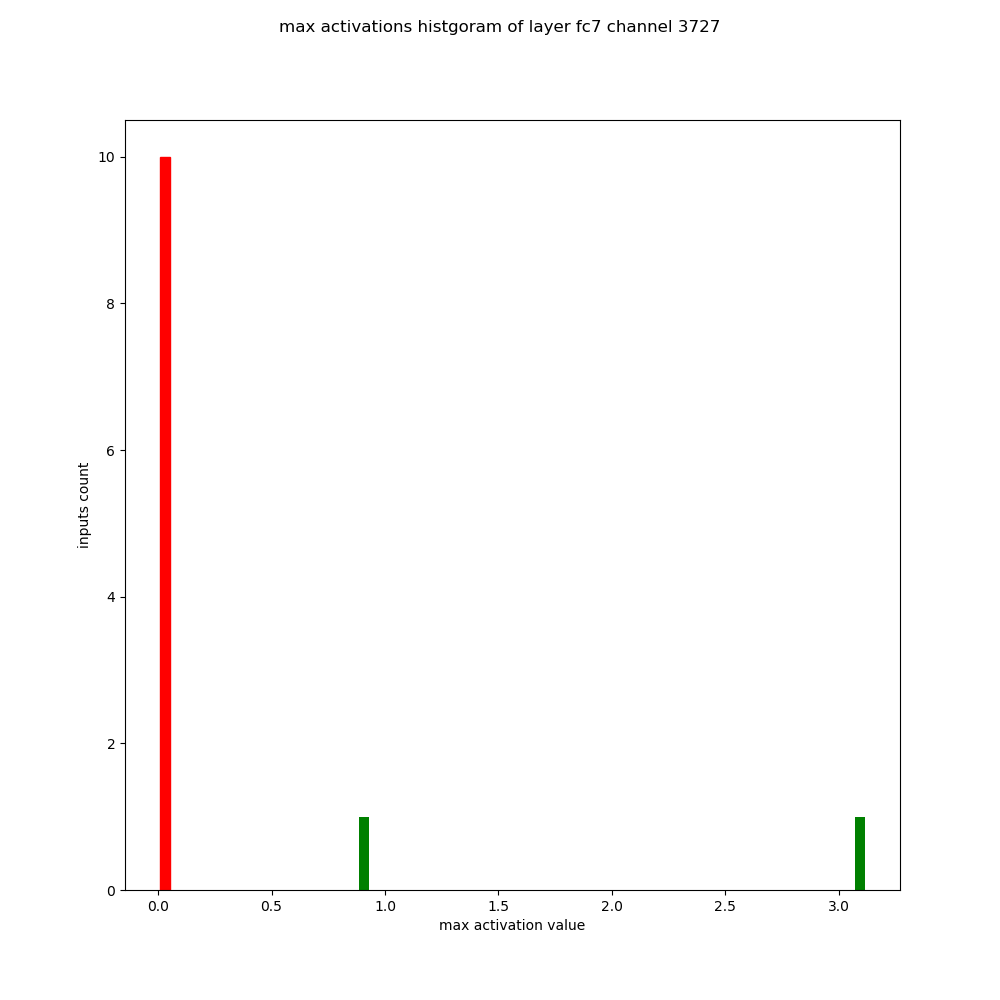 max activations histgoram of layer fc7 channel 3727
10
8
6
4
2
0
inputs count
0.0 0.5 1.0 1.5 2.0 2.5 3.0
max activation value